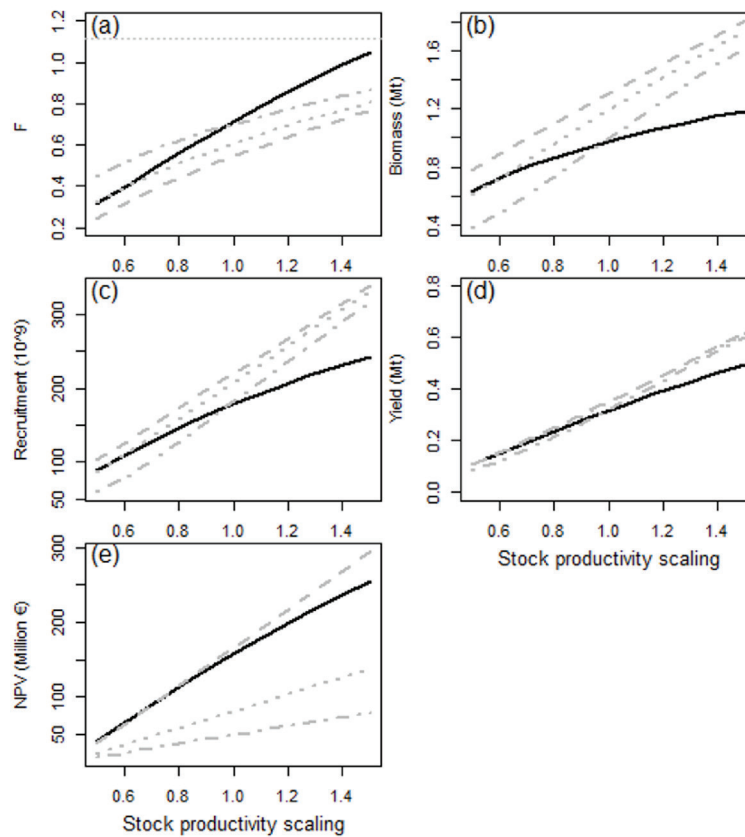 (a)
F
0.2 0.4 0.6 0.8 1.0 1.2
0.6 0.8 1.0 1.2 1.4
(b)
Biomass (Mt)
0.4 0.8 1.2 1.6
0.6 0.8 1.0 1.2 1.4
(c)
Recruitment (10^9)
50 100 200 300
0.6 0.8 1.0 1.2 1.4
(d)
Yield (Mt)
0.0 0.2 0.4 0.6 0.8
0.6 0.8 1.0 1.2 1.4
Stock productivity scaling
(e)
NPV (Million €)
50 100 200 300
0.6 0.8 1.0 1.2 1.4
Stock productivity scaling